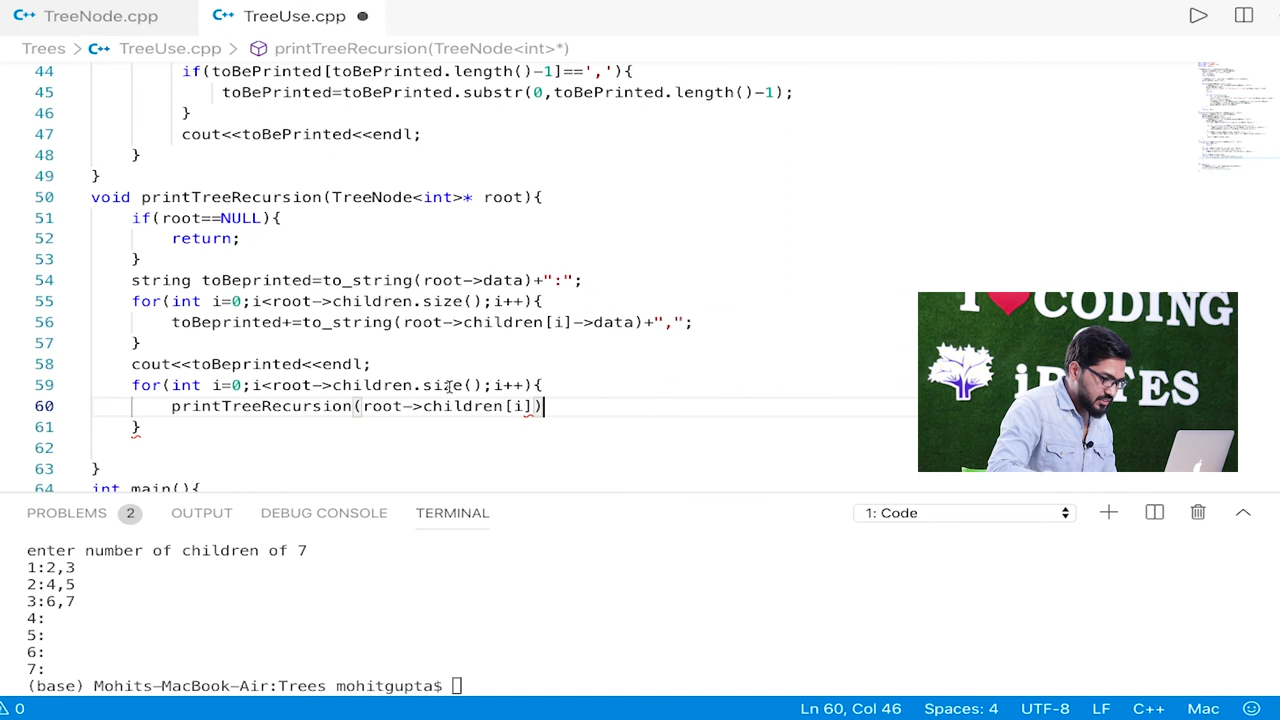 TreeNode.cpp
TreeUse.cpp
Trees > TreeUse.cpp > printTreeRecursion(TreeNode<int>*)
44 if(toBePrinted[toBePrinted.length()-1]==','){
45 toBePrinted=toBePrinted.substr(0,toBePrinted.length()-1);
46 }
47 cout<<toBePrinted<<endl;
48 }
49 }
50 void printTreeRecursion(TreeNode<int>* root){
51 if(root==NULL){
52 return;
53 }
54 string toBeprinted=to_string(root->data)+":";
55 for(int i=0;i<root->children.size();i++){
56 toBeprinted+=to_string(root->children[i]->data)+",";
57 }
58 cout<<toBeprinted<<endl;
59 for(int i=0;i<root->children.size();i++){
60 printTreeRecursion(root->children[i])
61 }
62
63 }
64 int main(){
I CODING
iBYTES
PROBLEMS 2 OUTPUT DEBUG CONSOLE TERMINAL 1: Code
enter number of children of 7
1:2,3
2:4,5
3:6,7
4:
5:
6:
7:
(base) Mohits-MacBook-Air:Trees mohitgupta$
0 Ln 60, Col 46 Spaces: 4 UTF-8 LF C++ Mac